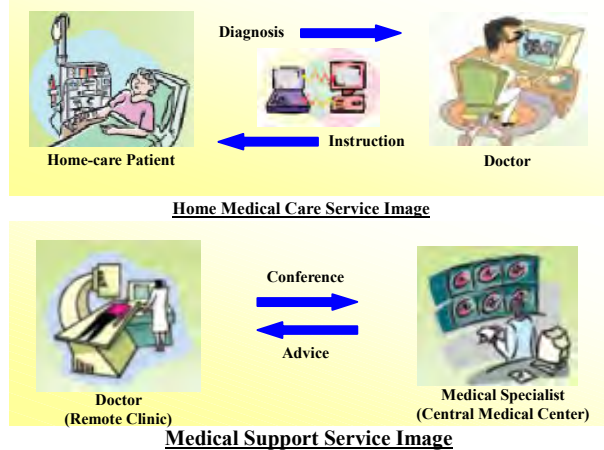 Diagnosis
Instruction
Home-care Patient
Doctor
Home Medical Care Service Image
Conference
Advice
Doctor
(Remote Clinic)
Medical Specialist
(Central Medical Center)
Medical Support Service Image